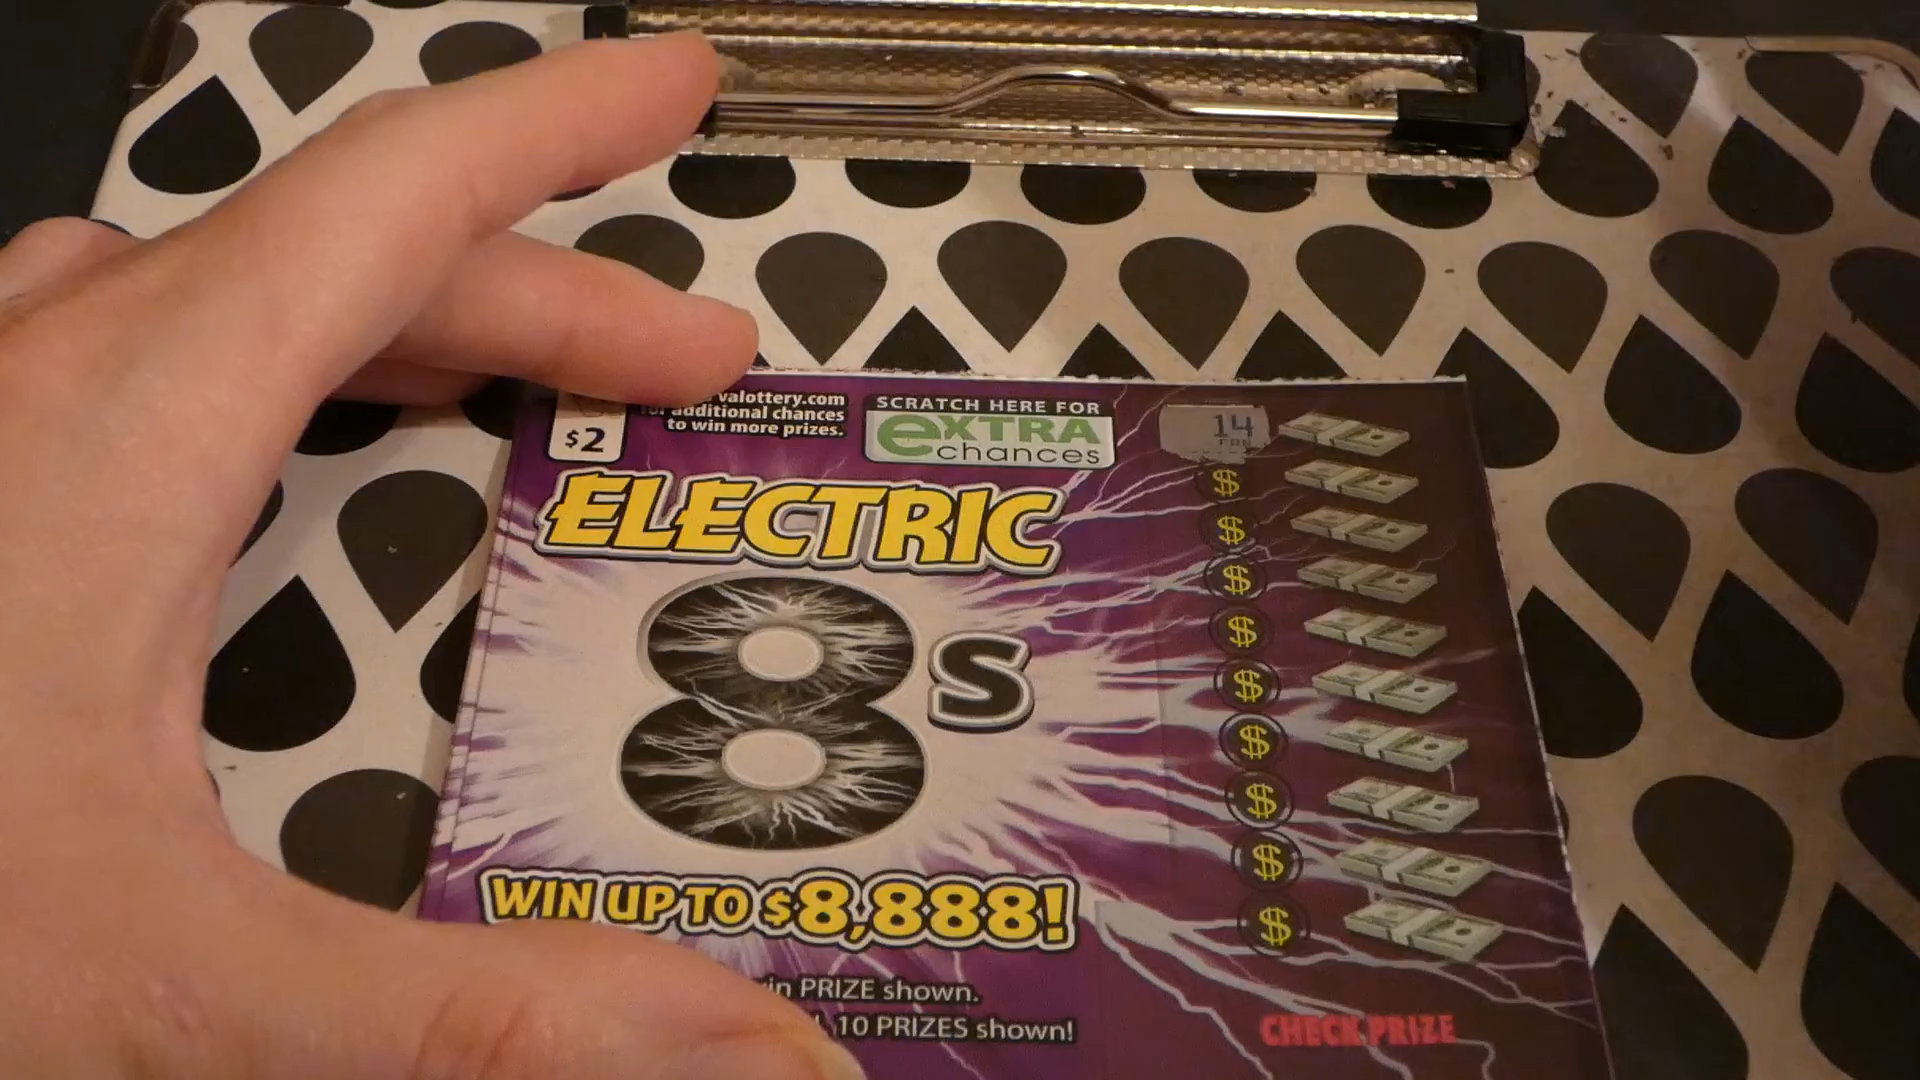 $2
valottery.com
additional chances
to win more prizes.
SCRATCH HERE FOR
eXTRA
chances
14
ELECTRIC
8s
WIN UP TO $8,888!
PRIZE shown.
10 PRIZES shown!
CHECK PRIZE
$
$
$
$
$
$
$
$
$